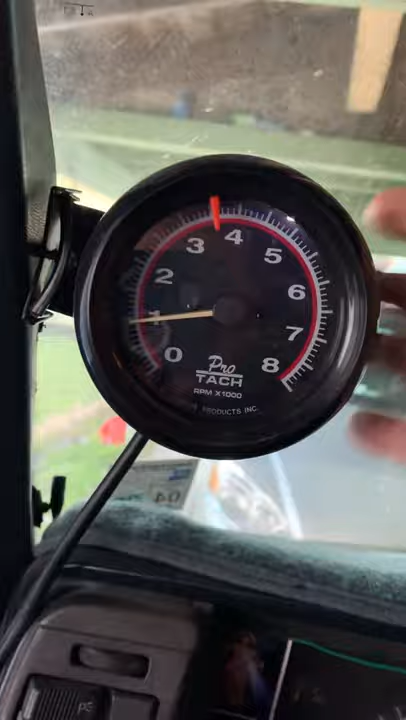 3 4 5
2 6
1 7
0 8
Pro
TACH
RPM X1000
PRODUCTS INC.